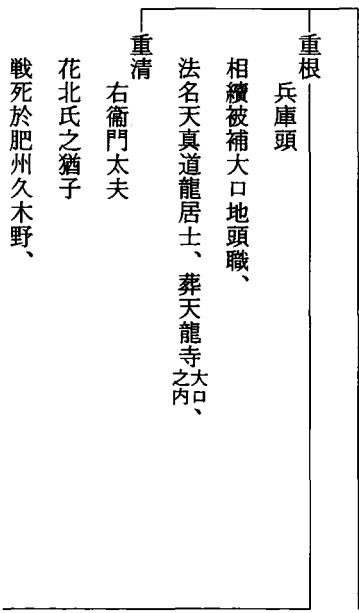 重根
兵庫頭
相續被補大口地頭職、
法名天真道龍居士、葬天龍寺大口之内、
重清
右衞門太夫
花北氏之猶子
戰死於肥州久木野、